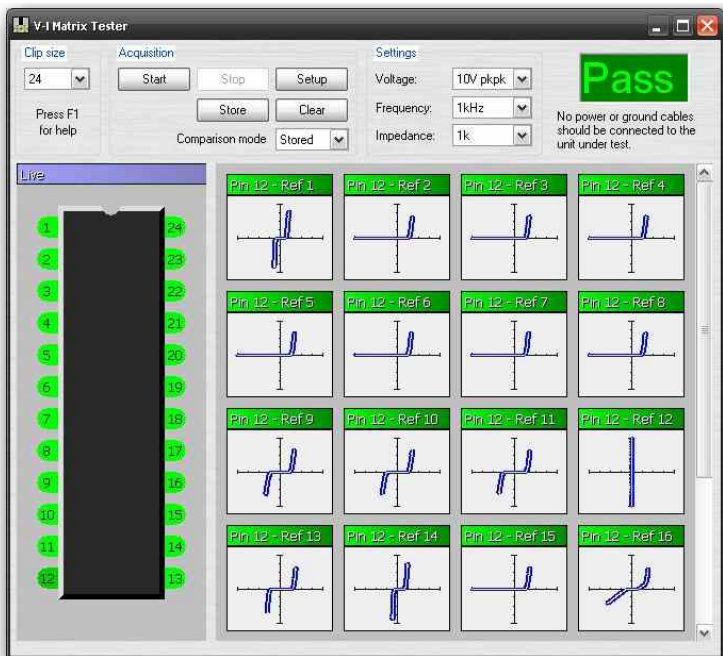 V-I Matrix Tester
Clip size
24
Press F1
for help
Acquisition
Start Stop Setup
Store Clear
Comparison mode Stored
Settings
Voltage: 10V pkpk
Frequency: 1kHz
Impedance: 1k
Pass
No power or ground cables
should be connected to the
unit under test.
Live
1 24
2 23
3 22
4 21
5 20
6 19
7 18
8 17
9 16
10 15
11 14
12 13
Pin 12 - Ref 1 Pin 12 - Ref 2 Pin 12 - Ref 3 Pin 12 - Ref 4
Pin 12 - Ref 5 Pin 12 - Ref 6 Pin 12 - Ref 7 Pin 12 - Ref 8
Pin 12 - Ref 9 Pin 12 - Ref 10 Pin 12 - Ref 11 Pin 12 - Ref 12
Pin 12 - Ref 13 Pin 12 - Ref 14 Pin 12 - Ref 15 Pin 12 - Ref 16